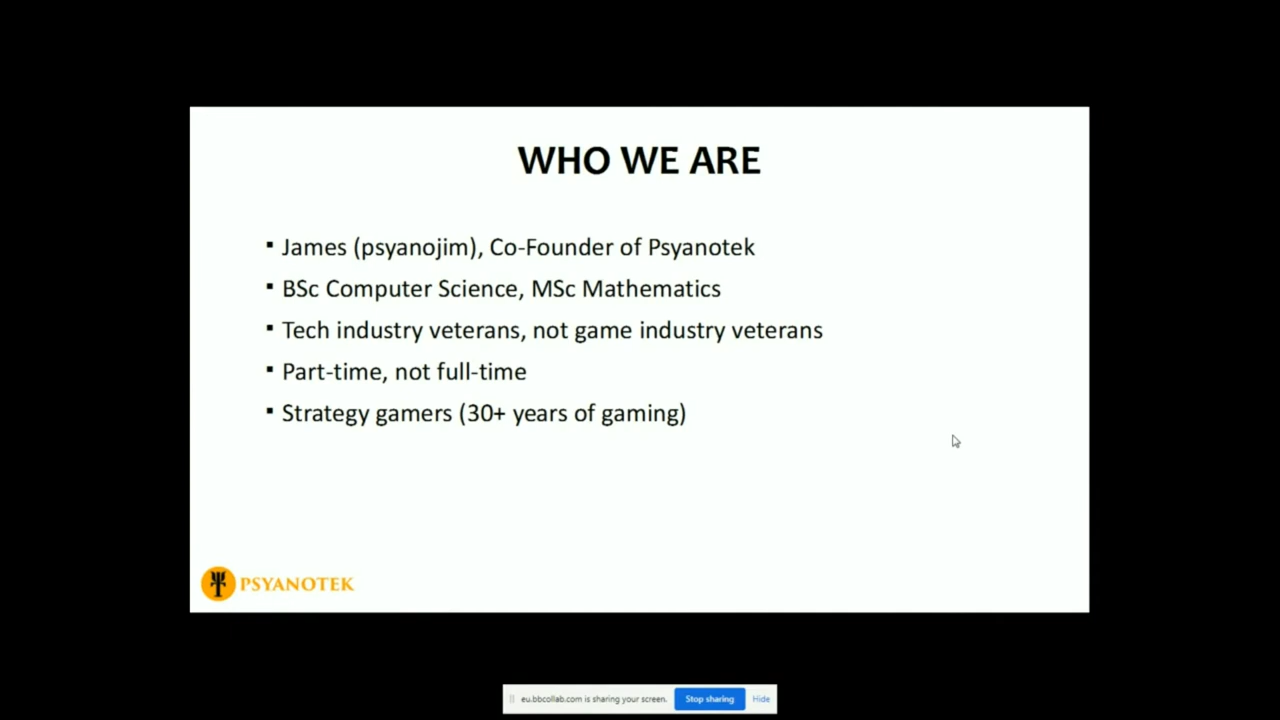 WHO WE ARE
▪ James (psyanojim), Co-Founder of Psyanotek
▪ BSc Computer Science, MSc Mathematics
▪ Tech industry veterans, not game industry veterans
▪ Part-time, not full-time
▪ Strategy gamers (30+ years of gaming)
PSYANOTEK
eu.bbcollab.com is sharing your screen. Stop sharing Hide